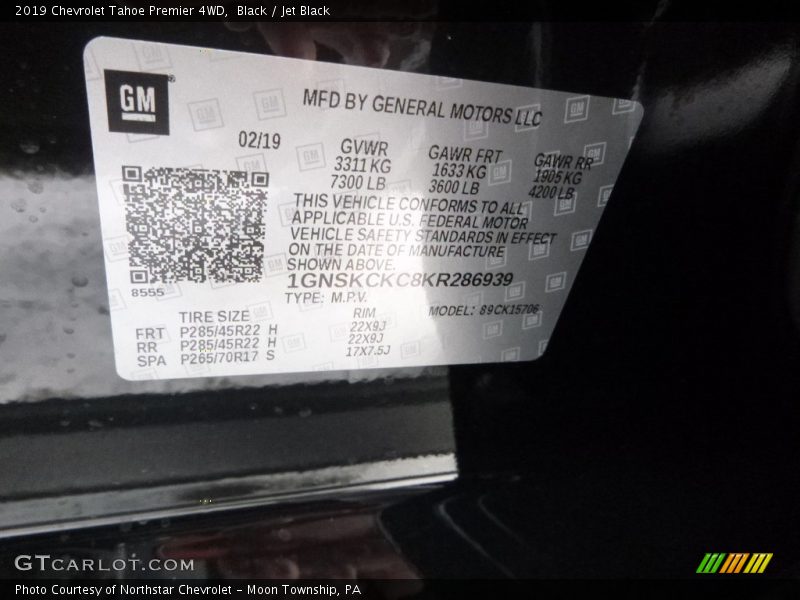 2019 Chevrolet Tahoe Premier 4WD, Black / Jet Black
GM ®
MFD BY GENERAL MOTORS LLC
02/19
GVWR GAWR FRT GAWR RR
3311 KG 1633 KG 1905 KG
7300 LB 3600 LB 4200 LB
THIS VEHICLE CONFORMS TO ALL
APPLICABLE U.S. FEDERAL MOTOR
VEHICLE SAFETY STANDARDS IN EFFECT
ON THE DATE OF MANUFACTURE
SHOWN ABOVE.
8555
1GNSKCKC8KR286939
TYPE: M.P.V. MODEL: 89CK15706
TIRE SIZE RIM
FRT P285/45R22 H 22X9J
RR P285/45R22 H 22X9J
SPA P265/70R17 S 17X7.5J
GTCARLOT.COM
Photo Courtesy of Northstar Chevrolet - Moon Township, PA